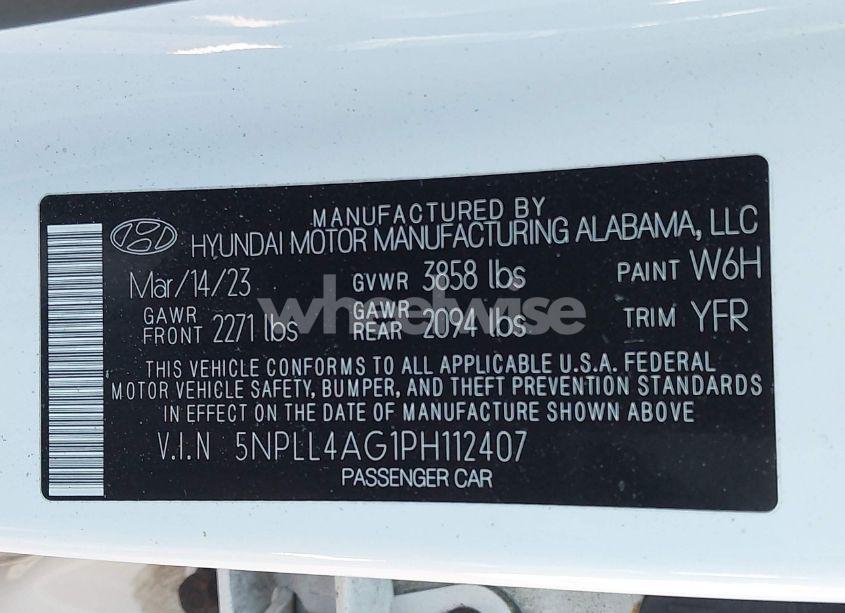 MANUFACTURED BY
HYUNDAI MOTOR MANUFACTURING ALABAMA, LLC
Mar/14/23 GVWR 3858 lbs PAINT W6H
GAWR FRONT 2271 lbs GAWR REAR 2094 lbs TRIM YFR
wheelwise
THIS VEHICLE CONFORMS TO ALL APPLICABLE U.S.A. FEDERAL
MOTOR VEHICLE SAFETY, BUMPER, AND THEFT PREVENTION STANDARDS
IN EFFECT ON THE DATE OF MANUFACTURE SHOWN ABOVE
V.I.N 5NPLL4AG1PH112407
PASSENGER CAR